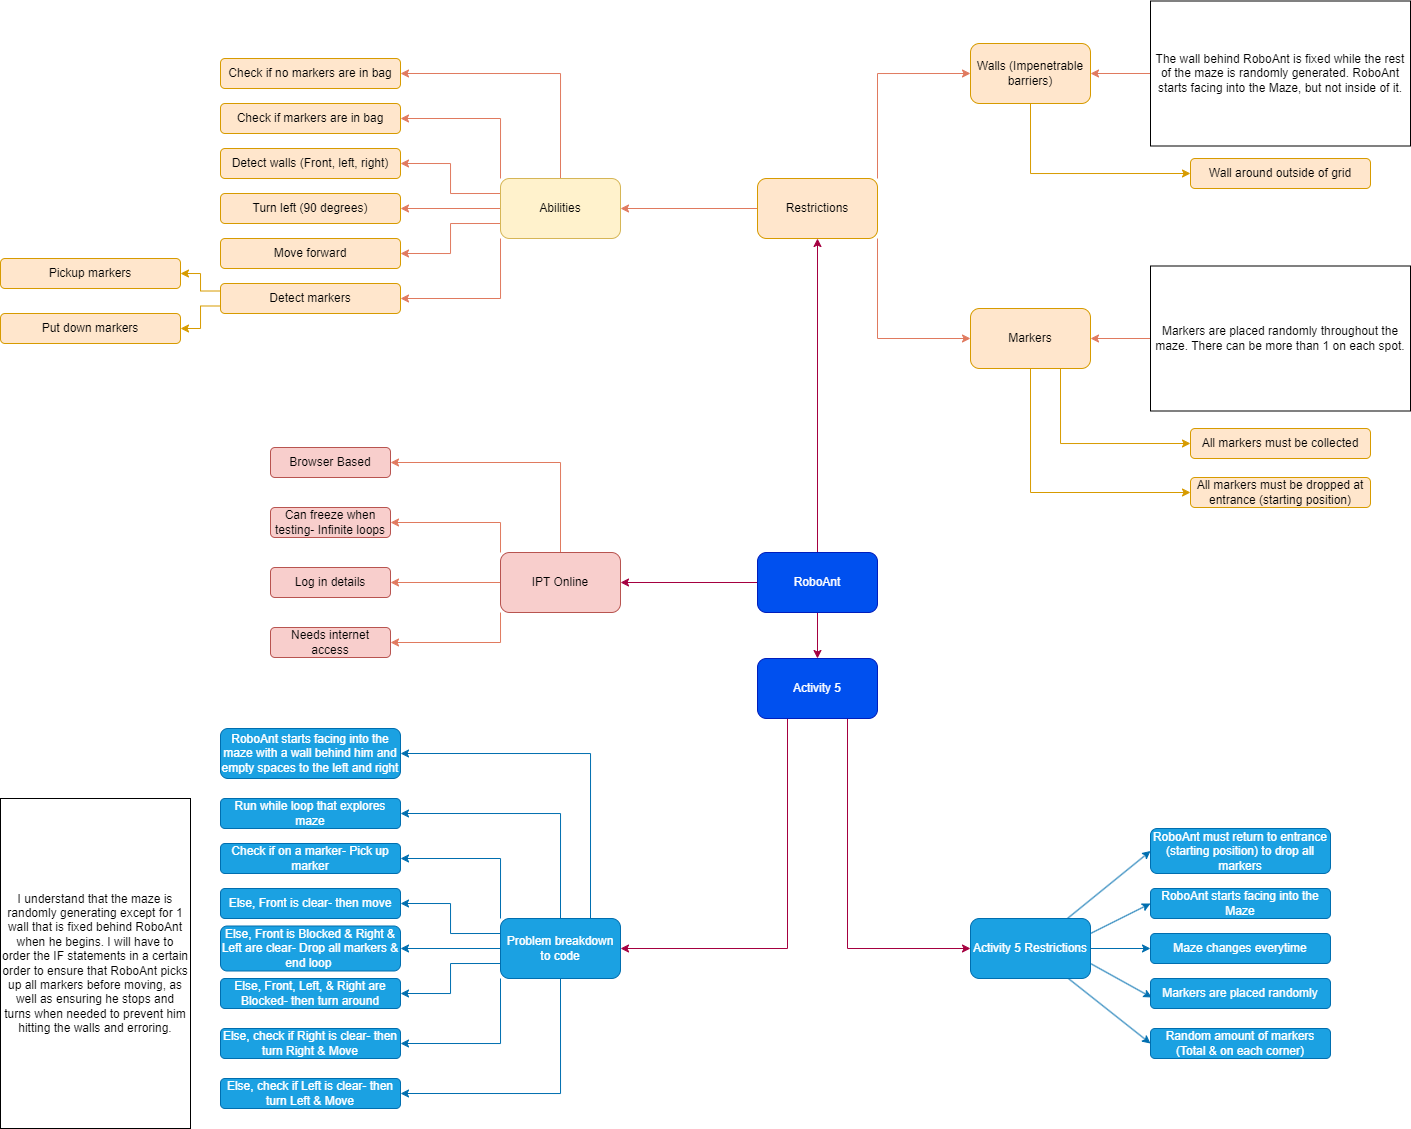 Check if no markers are in bag
Check if markers are in bag
Detect walls (Front, left, right)
Turn left (90 degrees)
Move forward
Detect markers
Pickup markers
Put down markers
Abilities
Restrictions
Walls (Impenetrable
barriers)
The wall behind RoboAnt is fixed while the rest
of the maze is randomly generated. RoboAnt
starts facing into the Maze, but not inside of it.
Wall around outside of grid
Markers
Markers are placed randomly throughout the
maze. There can be more than 1 on each spot.
All markers must be collected
All markers must be dropped at
entrance (starting position)
Browser Based
Can freeze when
testing- Infinite loops
Log in details
Needs internet
access
IPT Online
RoboAnt
Activity 5
RoboAnt starts facing into the
maze with a wall behind him and
empty spaces to the left and right
Run while loop that explores
maze
Check if on a marker- Pick up
marker
Else, Front is clear- then move
Else, Front is Blocked & Right &
Left are clear- Drop all markers &
end loop
Else, Front, Left, & Right are
Blocked- then turn around
Else, check if Right is clear- then
turn Right & Move
Else, check if Left is clear- then
turn Left & Move
Problem breakdown
to code
I understand that the maze is
randomly generating except for 1
wall that is fixed behind RoboAnt
when he begins. I will have to
order the IF statements in a certain
order to ensure that RoboAnt picks
up all markers before moving, as
well as ensuring he stops and
turns when needed to prevent him
hitting the walls and erroring.
Activity 5 Restrictions
RoboAnt must return to entrance
(starting position) to drop all
markers
RoboAnt starts facing into the
Maze
Maze changes everytime
Markers are placed randomly
Random amount of markers
(Total & on each corner)